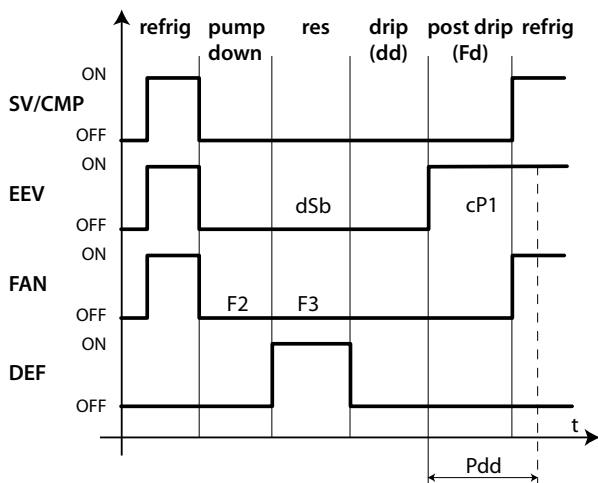 refrig pump down res drip (dd) post drip (Fd) refrig
SV/CMP
ON
OFF
EEV
ON
OFF
dSb
cP1
FAN
ON
OFF
F2
F3
DEF
ON
OFF
t
Pdd